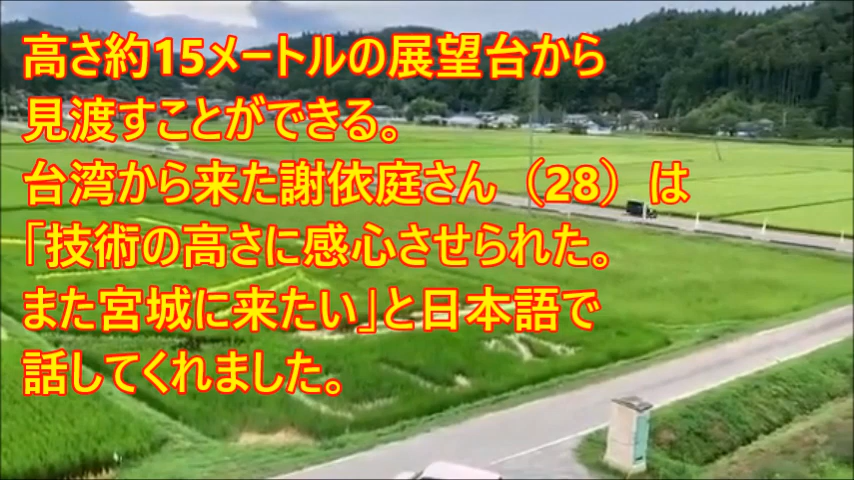 高さ約15メートルの展望台から
見渡すことができる。
台湾から来た謝依庭さん（28）は
「技術の高さに感心させられた。
また宮城に来たい」と日本語で
話してくれました。